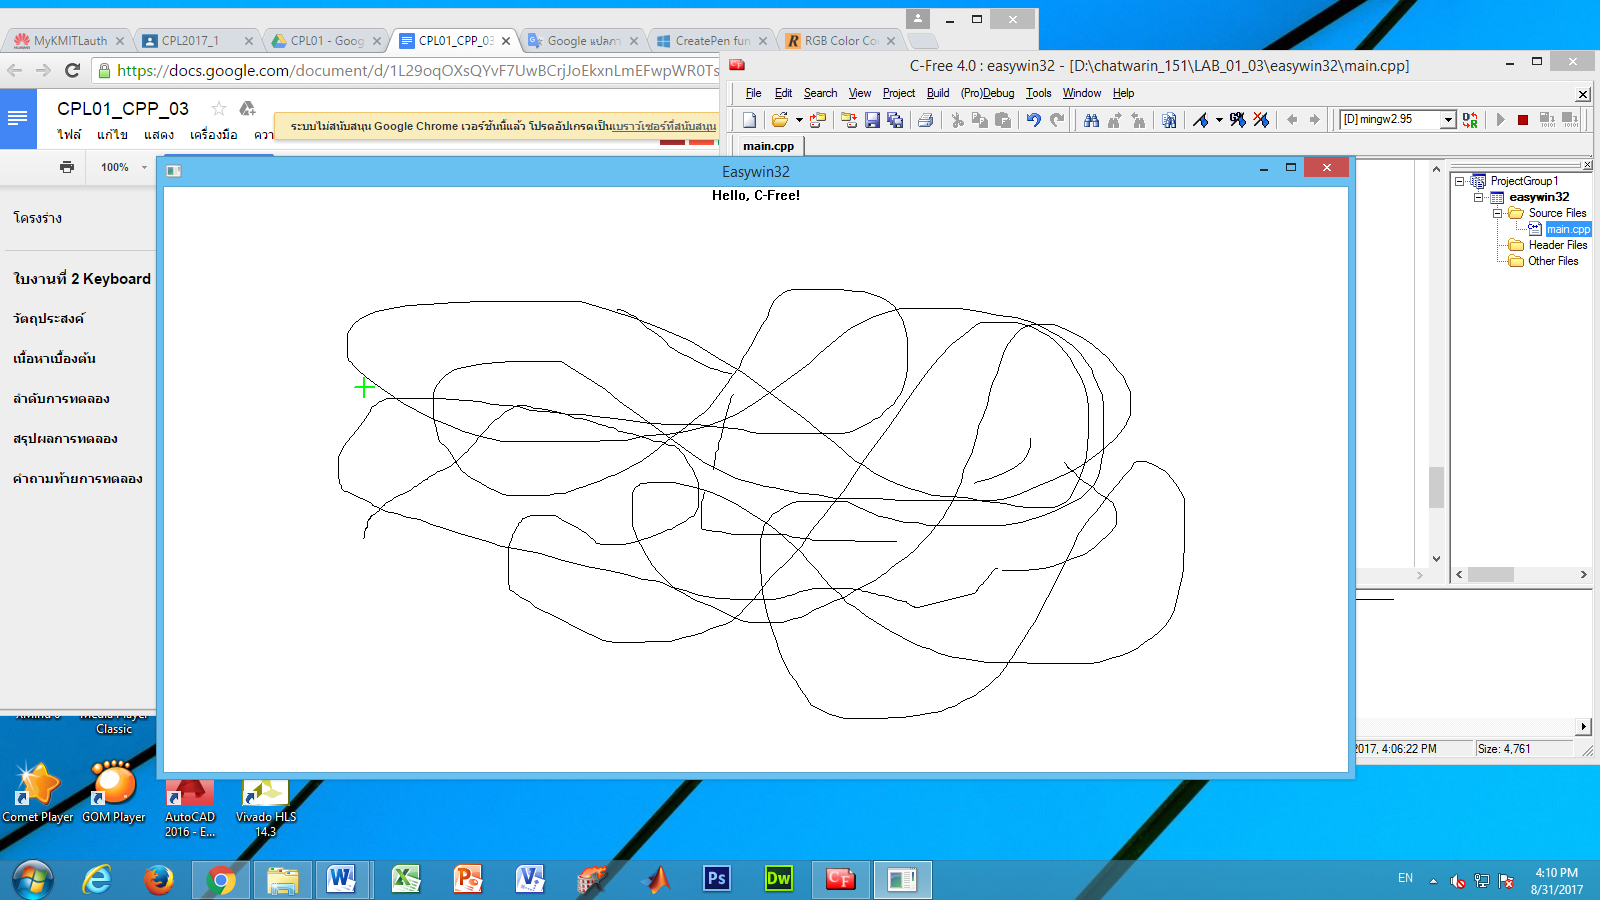 MyKMITLauth
CPL2017_1
CPL01 - Goog
CPL01_CPP_03
Google แปลภา
CreatePen fun
RGB Color Co
https://docs.google.com/document/d/1L29oqOXsQYvF7UwBCrjJoEkxnLmEFwpWR0Ts
CPL01_CPP_03
ไฟล์ แก้ไข แสดง เครื่องมือ ควา
ระบบไม่สนับสนุน Google Chrome เวอร์ชันนี้แล้ว โปรดอัปเกรดเป็นเบราว์เซอร์ที่สนับสนุน
100%
โครงร่าง
ใบงานที่ 2 Keyboard
วัตถุประสงค์
เนื้อหาเบื้องต้น
ลำดับการทดลอง
สรุปผลการทดลอง
คำถามท้ายการทดลอง
C-Free 4.0 : easywin32 - [D:\chatwarin_151\LAB_01_03\easywin32\main.cpp]
File Edit Search View Project Build (Pro)Debug Tools Window Help
[D] mingw2.95
main.cpp
ProjectGroup1
easywin32
Source Files
main.cpp
Header Files
Other Files
2017, 4:06:22 PM
Size: 4,761
Easywin32
Hello, C-Free!
Media Player
Classic
Comet Player
GOM Player
AutoCAD
2016 - E...
Vivado HLS
14.3
Ps
Dw
CF
EN
4:10 PM
8/31/2017